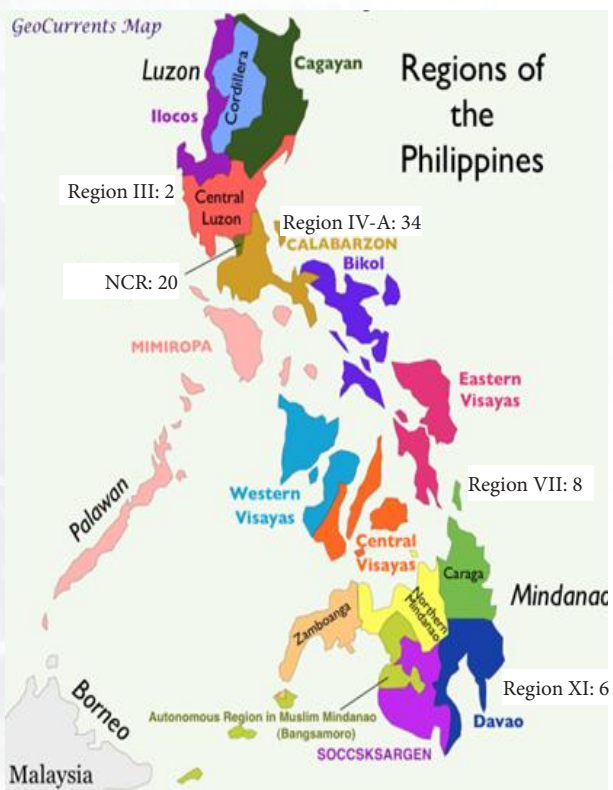 GeoCurrents Map
Regions of
the
Philippines
Luzon
Cordillera
Cagayan
Ilocos
Region III: 2
Central
Luzon
Region IV-A: 34
CALABARZON
Bikol
NCR: 20
MIMIROPA
Eastern
Visayas
Palawan
Western
Visayas
Region VII: 8
Central
Visayas
Caraga
Mindanao
Northern
Mindanao
Zamboanga
Region XI: 6
Borneo
Autonomous Region in Muslim Mindanao
(Bangsamoro)
Davao
SOCCSKSARGEN
Malaysia